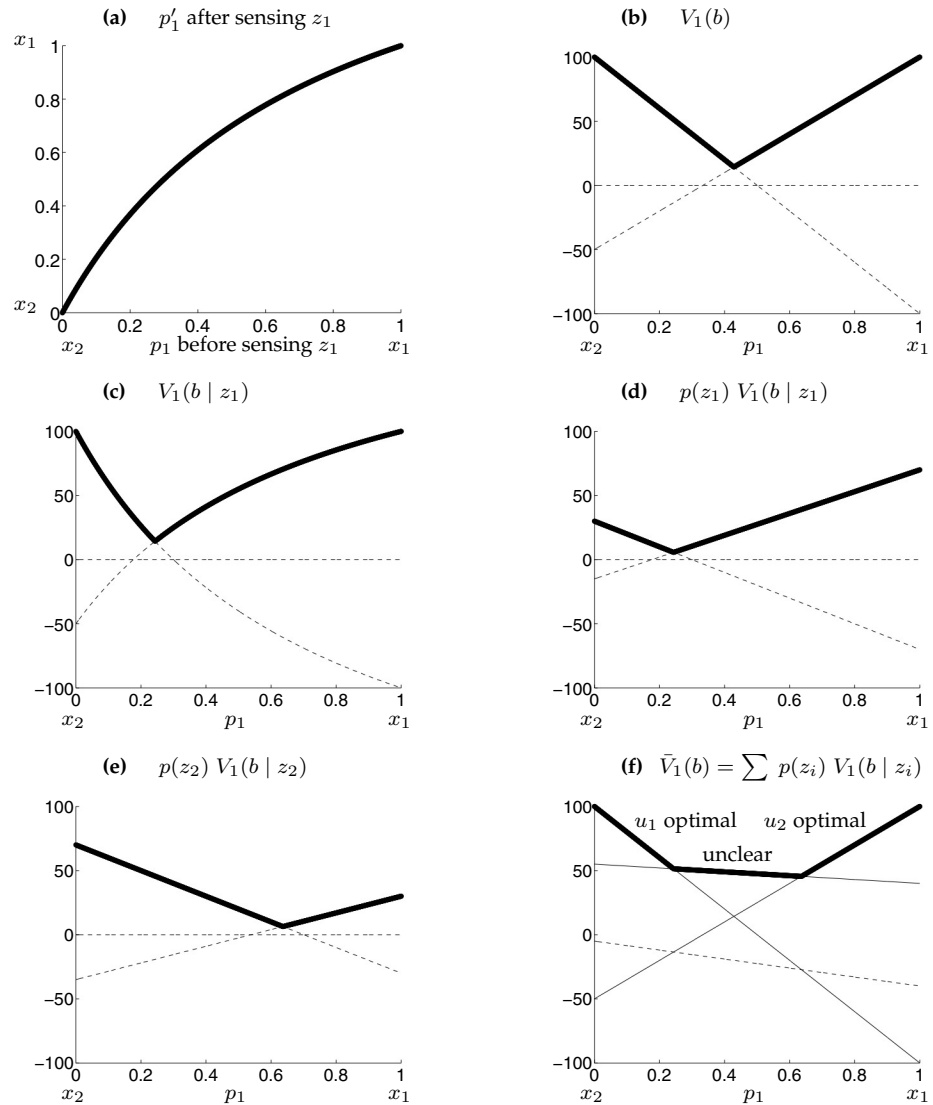 (a) p′₁ after sensing z₁
x₁ 1
0.8
0.6
0.4
0.2
x₂ 0
0 0.2 0.4 0.6 0.8 1
x₂ p₁ before sensing z₁ x₁
(b) V₁(b)
100
50
0
−50
−100
0 0.2 0.4 0.6 0.8 1
x₂ p₁ x₁
(c) V₁(b | z₁)
100
50
0
−50
−100
0 0.2 0.4 0.6 0.8 1
x₂ p₁ x₁
(d) p(z₁) V₁(b | z₁)
100
50
0
−50
−100
0 0.2 0.4 0.6 0.8 1
x₂ p₁ x₁
(e) p(z₂) V₁(b | z₂)
100
50
0
−50
−100
0 0.2 0.4 0.6 0.8 1
x₂ p₁ x₁
(f) V̄₁(b) = ∑ p(zᵢ) V₁(b | zᵢ)
100
u₁ optimal u₂ optimal
unclear
50
0
−50
−100
0 0.2 0.4 0.6 0.8 1
x₂ p₁ x₁